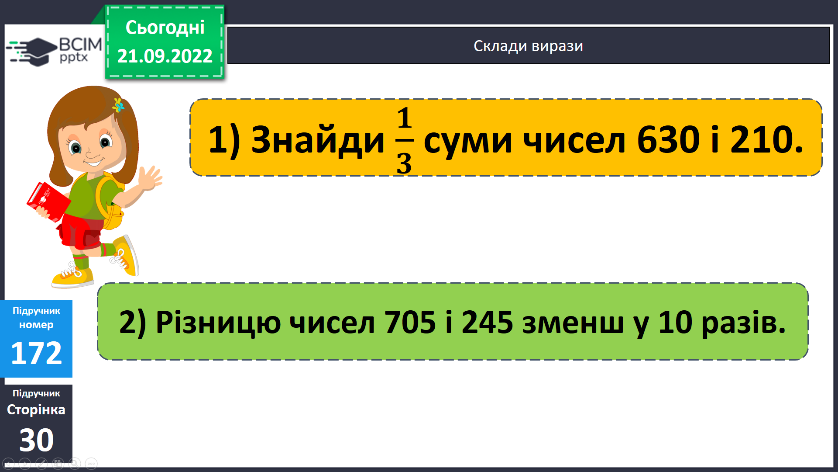 Сьогодні
21.09.2022
BCIM
pptx
Склади вирази
1) Знайди 1/3 суми чисел 630 і 210.
Підручник
номер
172
2) Різницю чисел 705 і 245 зменш у 10 разів.
Підручник
Сторінка
30